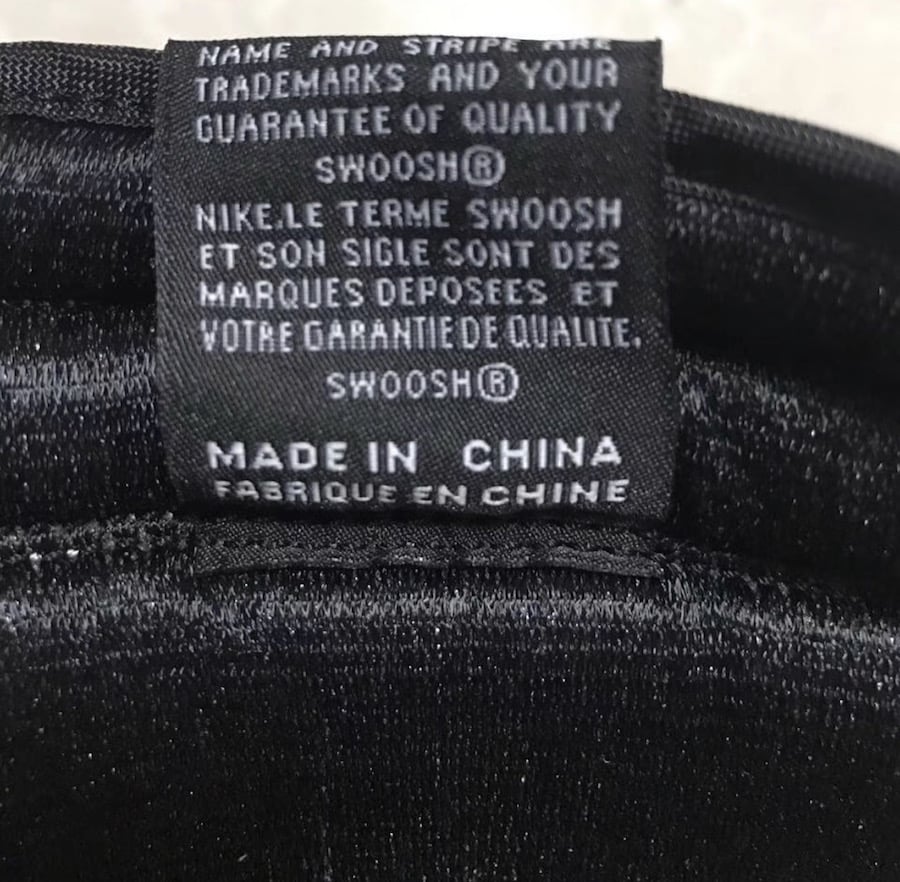 NAME AND STRIPE ARE
TRADEMARKS AND YOUR
GUARANTEE OF QUALITY
SWOOSH®
NIKE.LE TERME SWOOSH
ET SON SIGLE SONT DES
MARQUES DEPOSEES ET
VOTRE GARANTIE DE QUALITE.
SWOOSH®
MADE IN CHINA
FABRIQUE EN CHINE